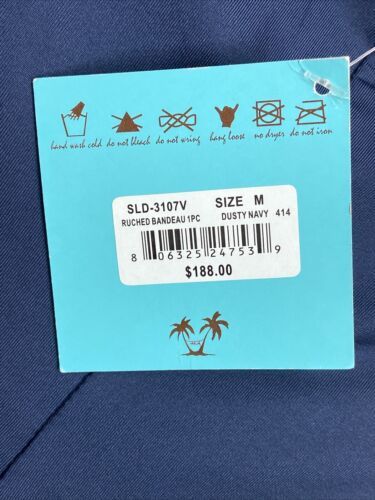 hand wash cold do not bleach do not wring hang loose no dryer do not iron
SLD-3107V SIZE M
RUCHED BANDEAU 1PC DUSTY NAVY 414
8 06325 24753 9
$188.00